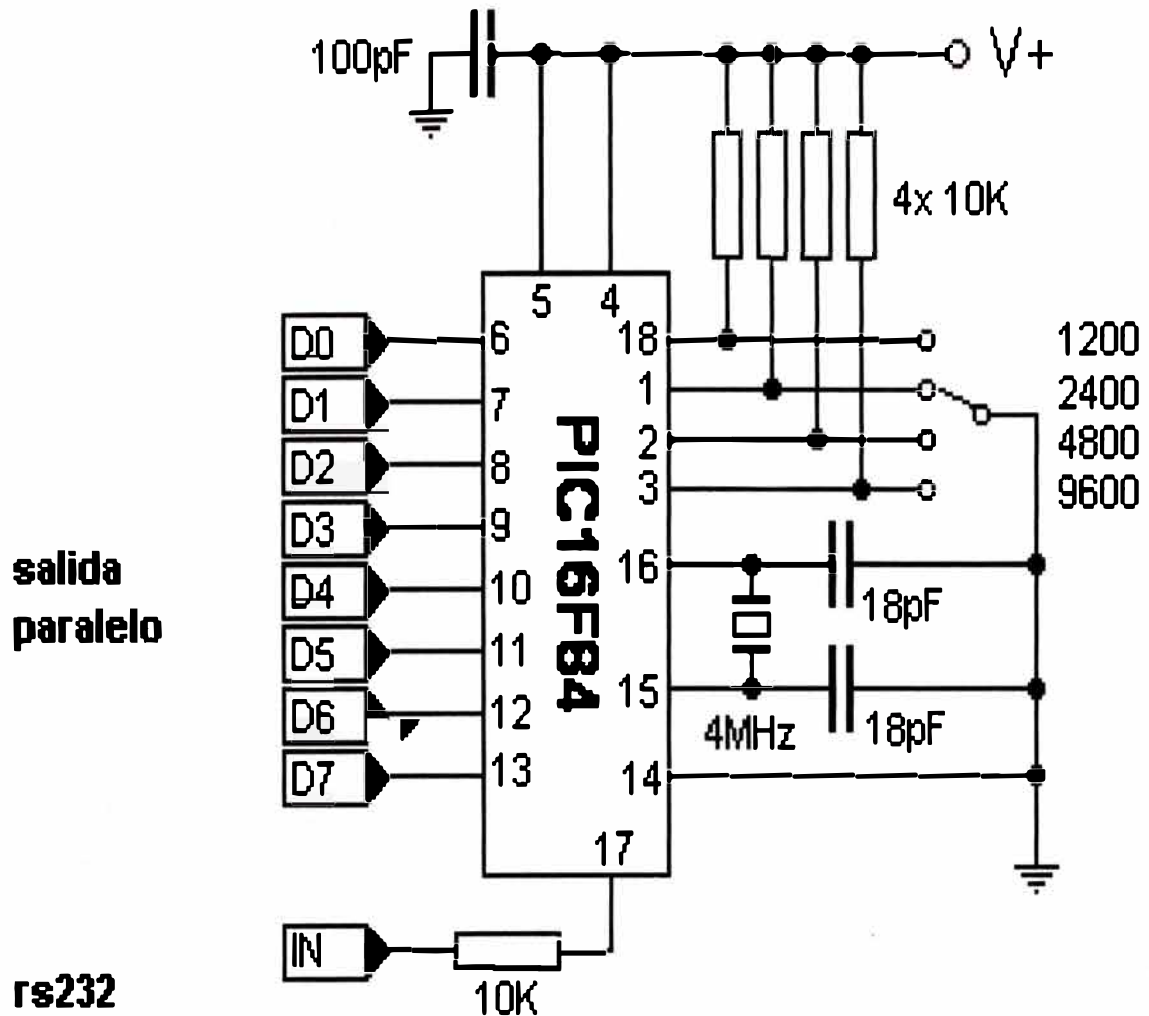 100pF
V+
4x 10K
5 4
D0 6 18 1200
D1 7 1 2400
D2 8 2 4800
D3 9 3 9600
PIC16F84
salida
paralelo
D4 10 16 18pF
D5 11
D6 12 15 18pF
4MHz
D7 13 14
17
IN
10K
rs232